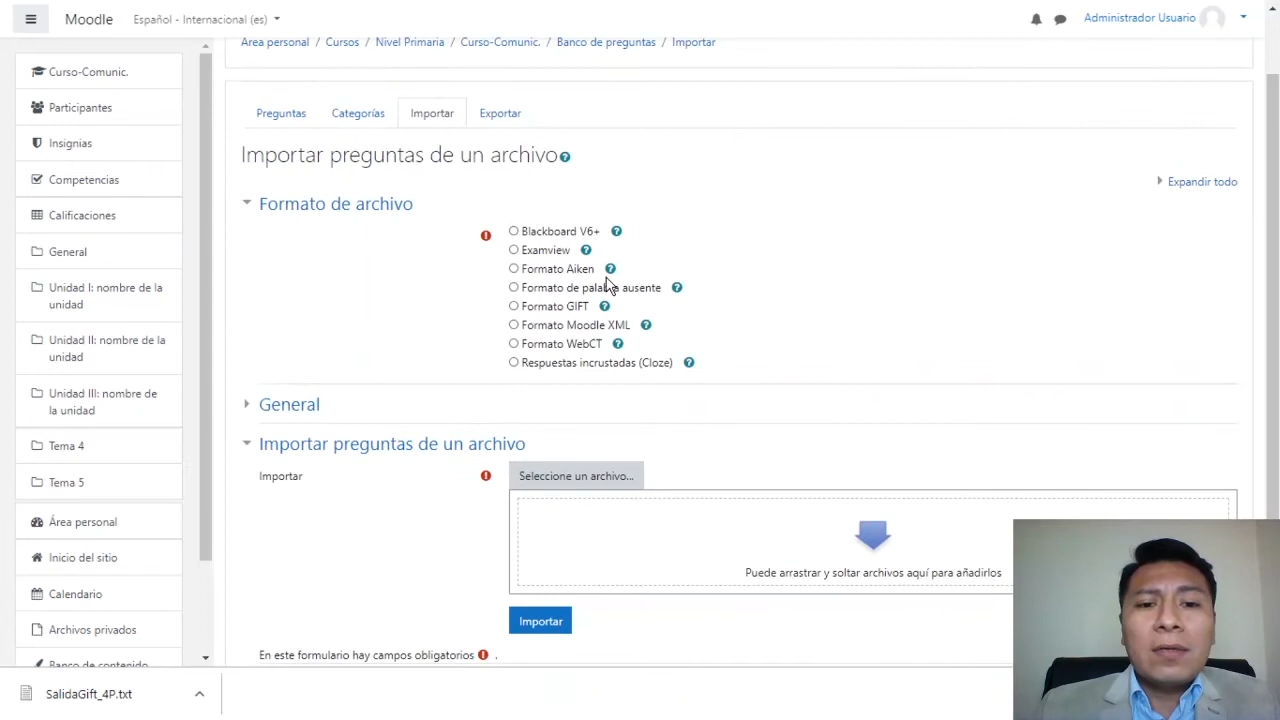 Moodle
Español - Internacional (es)
Administrador Usuario
Área personal / Cursos / Nivel Primaria / Curso-Comunic. / Banco de preguntas / Importar
Curso-Comunic.
Participantes
Insignias
Competencias
Calificaciones
General
Unidad I: nombre de la
unidad
Unidad II: nombre de la
unidad
Unidad III: nombre de
la unidad
Tema 4
Tema 5
Área personal
Inicio del sitio
Calendario
Archivos privados
Banco de contenido
Preguntas
Categorías
Importar
Exportar
Importar preguntas de un archivo
Expandir todo
Formato de archivo
Blackboard V6+
Examview
Formato Aiken
Formato de palabra ausente
Formato GIFT
Formato Moodle XML
Formato WebCT
Respuestas incrustadas (Cloze)
General
Importar preguntas de un archivo
Importar
Seleccione un archivo...
Puede arrastrar y soltar archivos aquí para añadirlos
Importar
En este formulario hay campos obligatorios .
SalidaGift_4P.txt